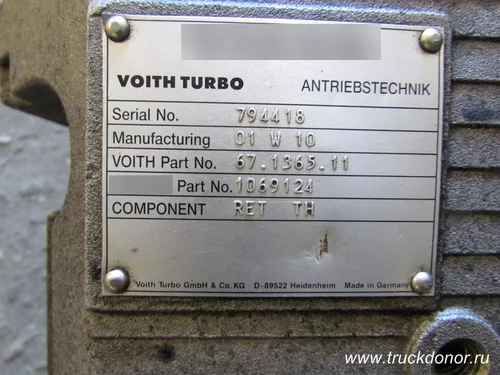 VOITH TURBO ANTRIEBSTECHNIK
Serial No. 794418
Manufacturing 01 W 10
VOITH Part No. 67.1365.11
Part No. 1069124
COMPONENT RET TH
Voith Turbo GmbH & Co. KG D-89522 Heidenheim Made in Germany
www.truckdonor.ru